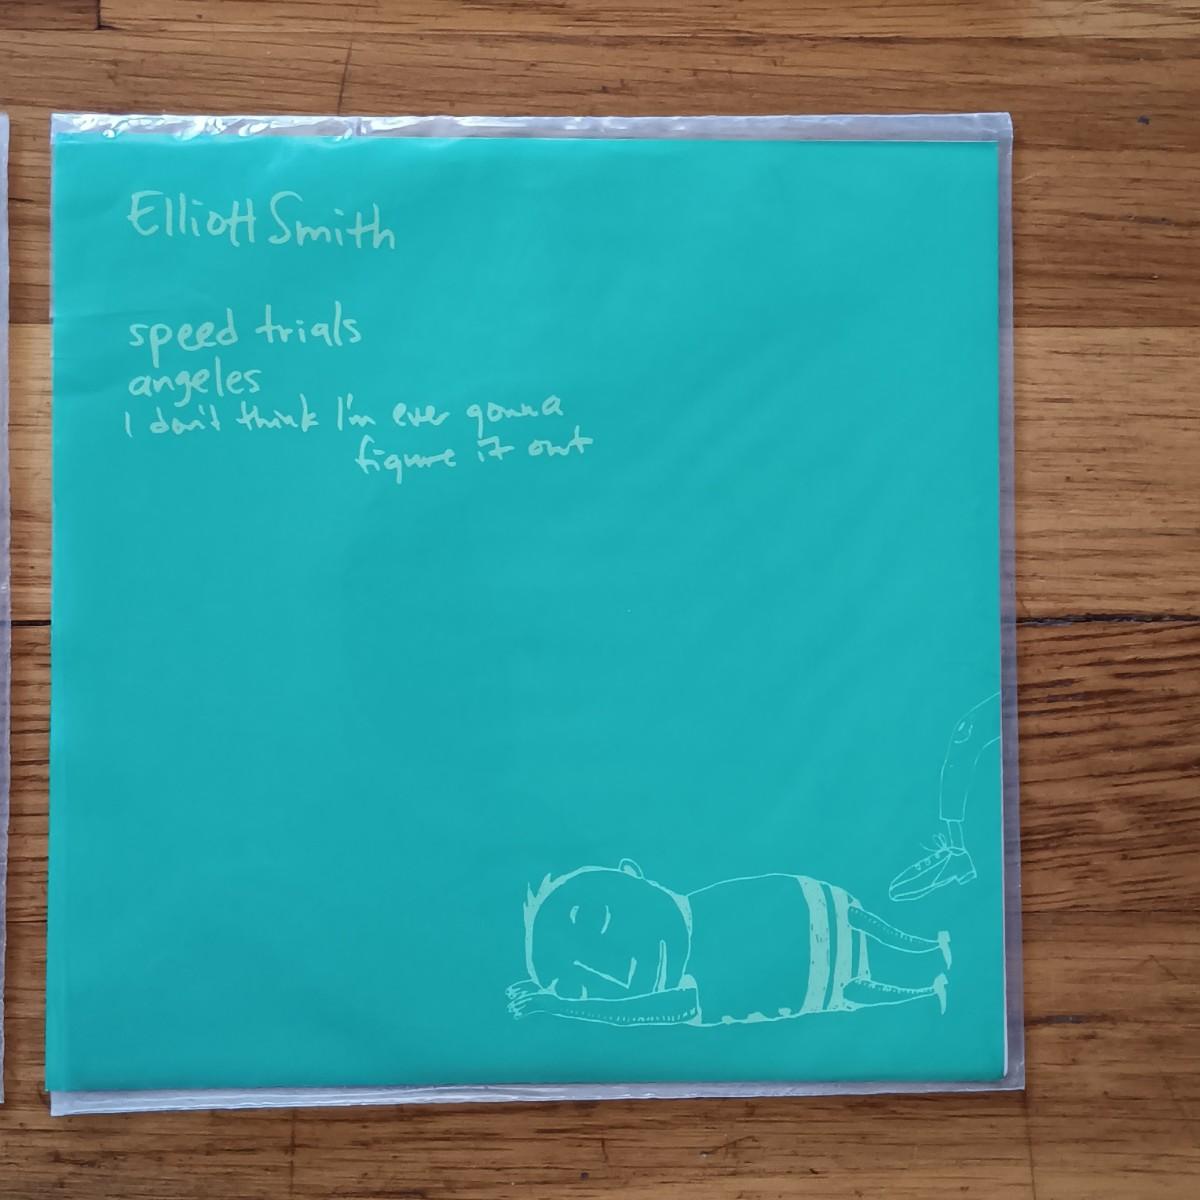 Elliott Smith
speed trials
angeles
I don't think I'm ever gonna
figure it out